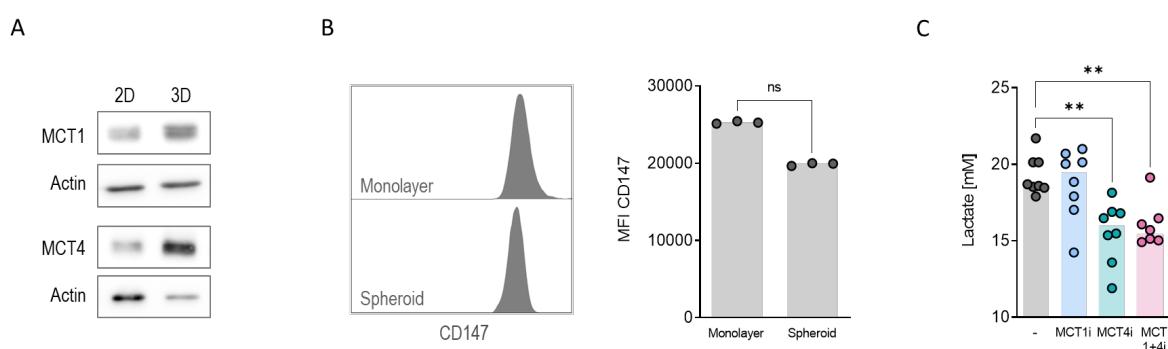 A
2D 3D
MCT1
Actin
MCT4
Actin
B
Monolayer
Spheroid
CD147
MFI CD147
30000
20000
10000
0
ns
Monolayer Spheroid
C
Lactate [mM]
25
20
15
10
**
**
- MCT1i MCT4i MCT
1+4i